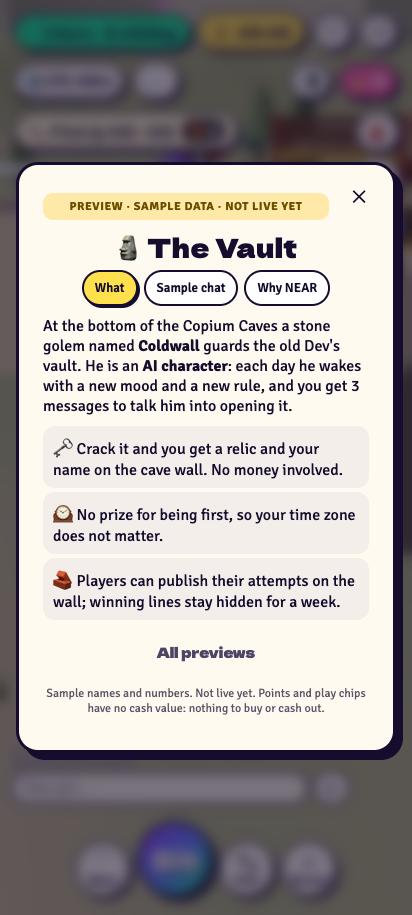 PREVIEW · SAMPLE DATA · NOT LIVE YET
The Vault
What
Sample chat
Why NEAR
At the bottom of the Copium Caves a stone
golem named Coldwall guards the old Dev's
vault. He is an AI character: each day he wakes
with a new mood and a new rule, and you get 3
messages to talk him into opening it.
Crack it and you get a relic and your
name on the cave wall. No money involved.
No prize for being first, so your time zone
does not matter.
Players can publish their attempts on the
wall; winning lines stay hidden for a week.
All previews
Sample names and numbers. Not live yet. Points and play chips
have no cash value: nothing to buy or cash out.